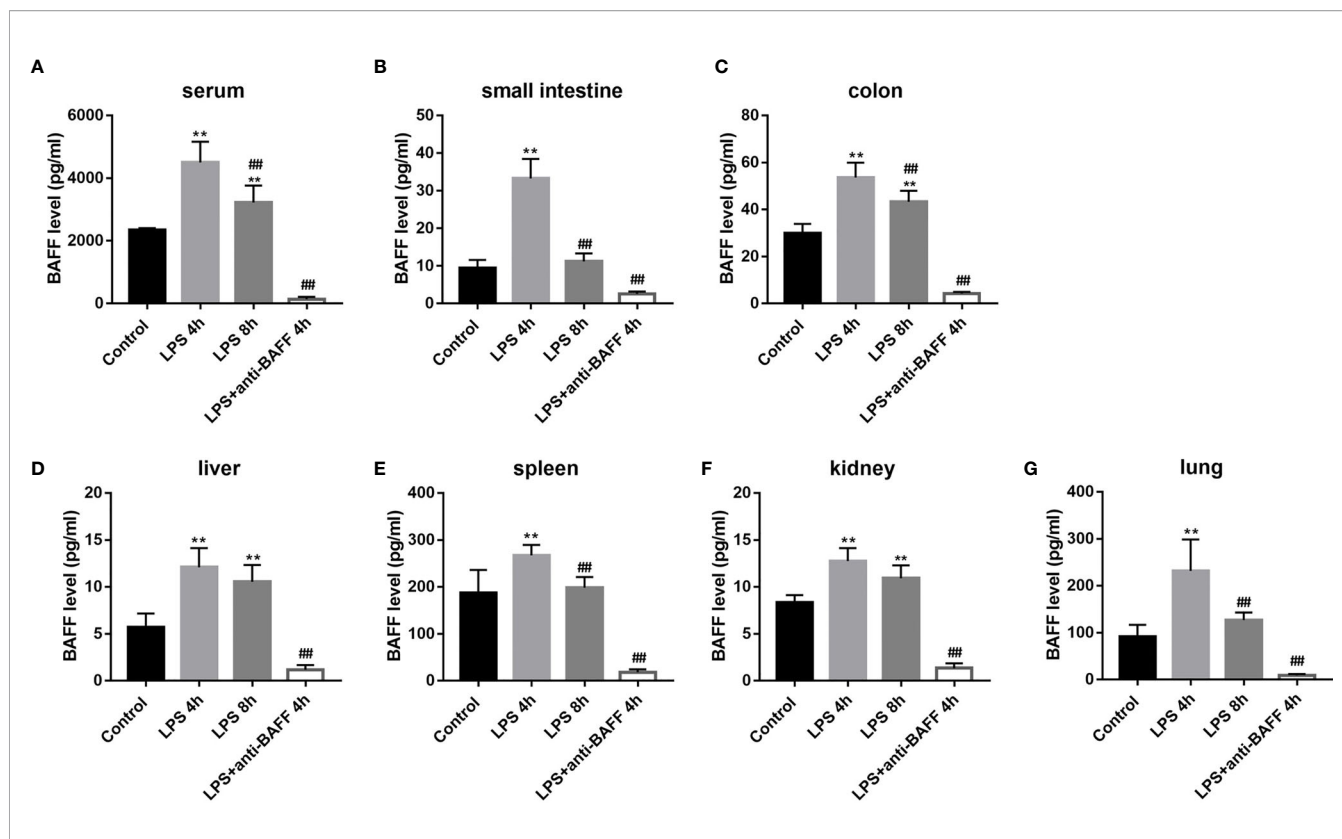 A
serum
BAFF level (pg/ml)
6000
4000
2000
0
**
##
**
##
Control
LPS 4h
LPS 8h
LPS+anti-BAFF 4h
B
small intestine
BAFF level (pg/ml)
50
40
30
20
10
0
**
##
##
Control
LPS 4h
LPS 8h
LPS+anti-BAFF 4h
C
colon
BAFF level (pg/ml)
80
60
40
20
0
**
##
**
##
Control
LPS 4h
LPS 8h
LPS+anti-BAFF 4h
D
liver
BAFF level (pg/ml)
20
15
10
5
0
**
**
##
Control
LPS 4h
LPS 8h
LPS+anti-BAFF 4h
E
spleen
BAFF level (pg/ml)
400
300
200
100
0
**
##
##
Control
LPS 4h
LPS 8h
LPS+anti-BAFF 4h
F
kidney
BAFF level (pg/ml)
20
15
10
5
0
**
**
##
Control
LPS 4h
LPS 8h
LPS+anti-BAFF 4h
G
lung
BAFF level (pg/ml)
400
300
200
100
0
**
##
##
Control
LPS 4h
LPS 8h
LPS+anti-BAFF 4h